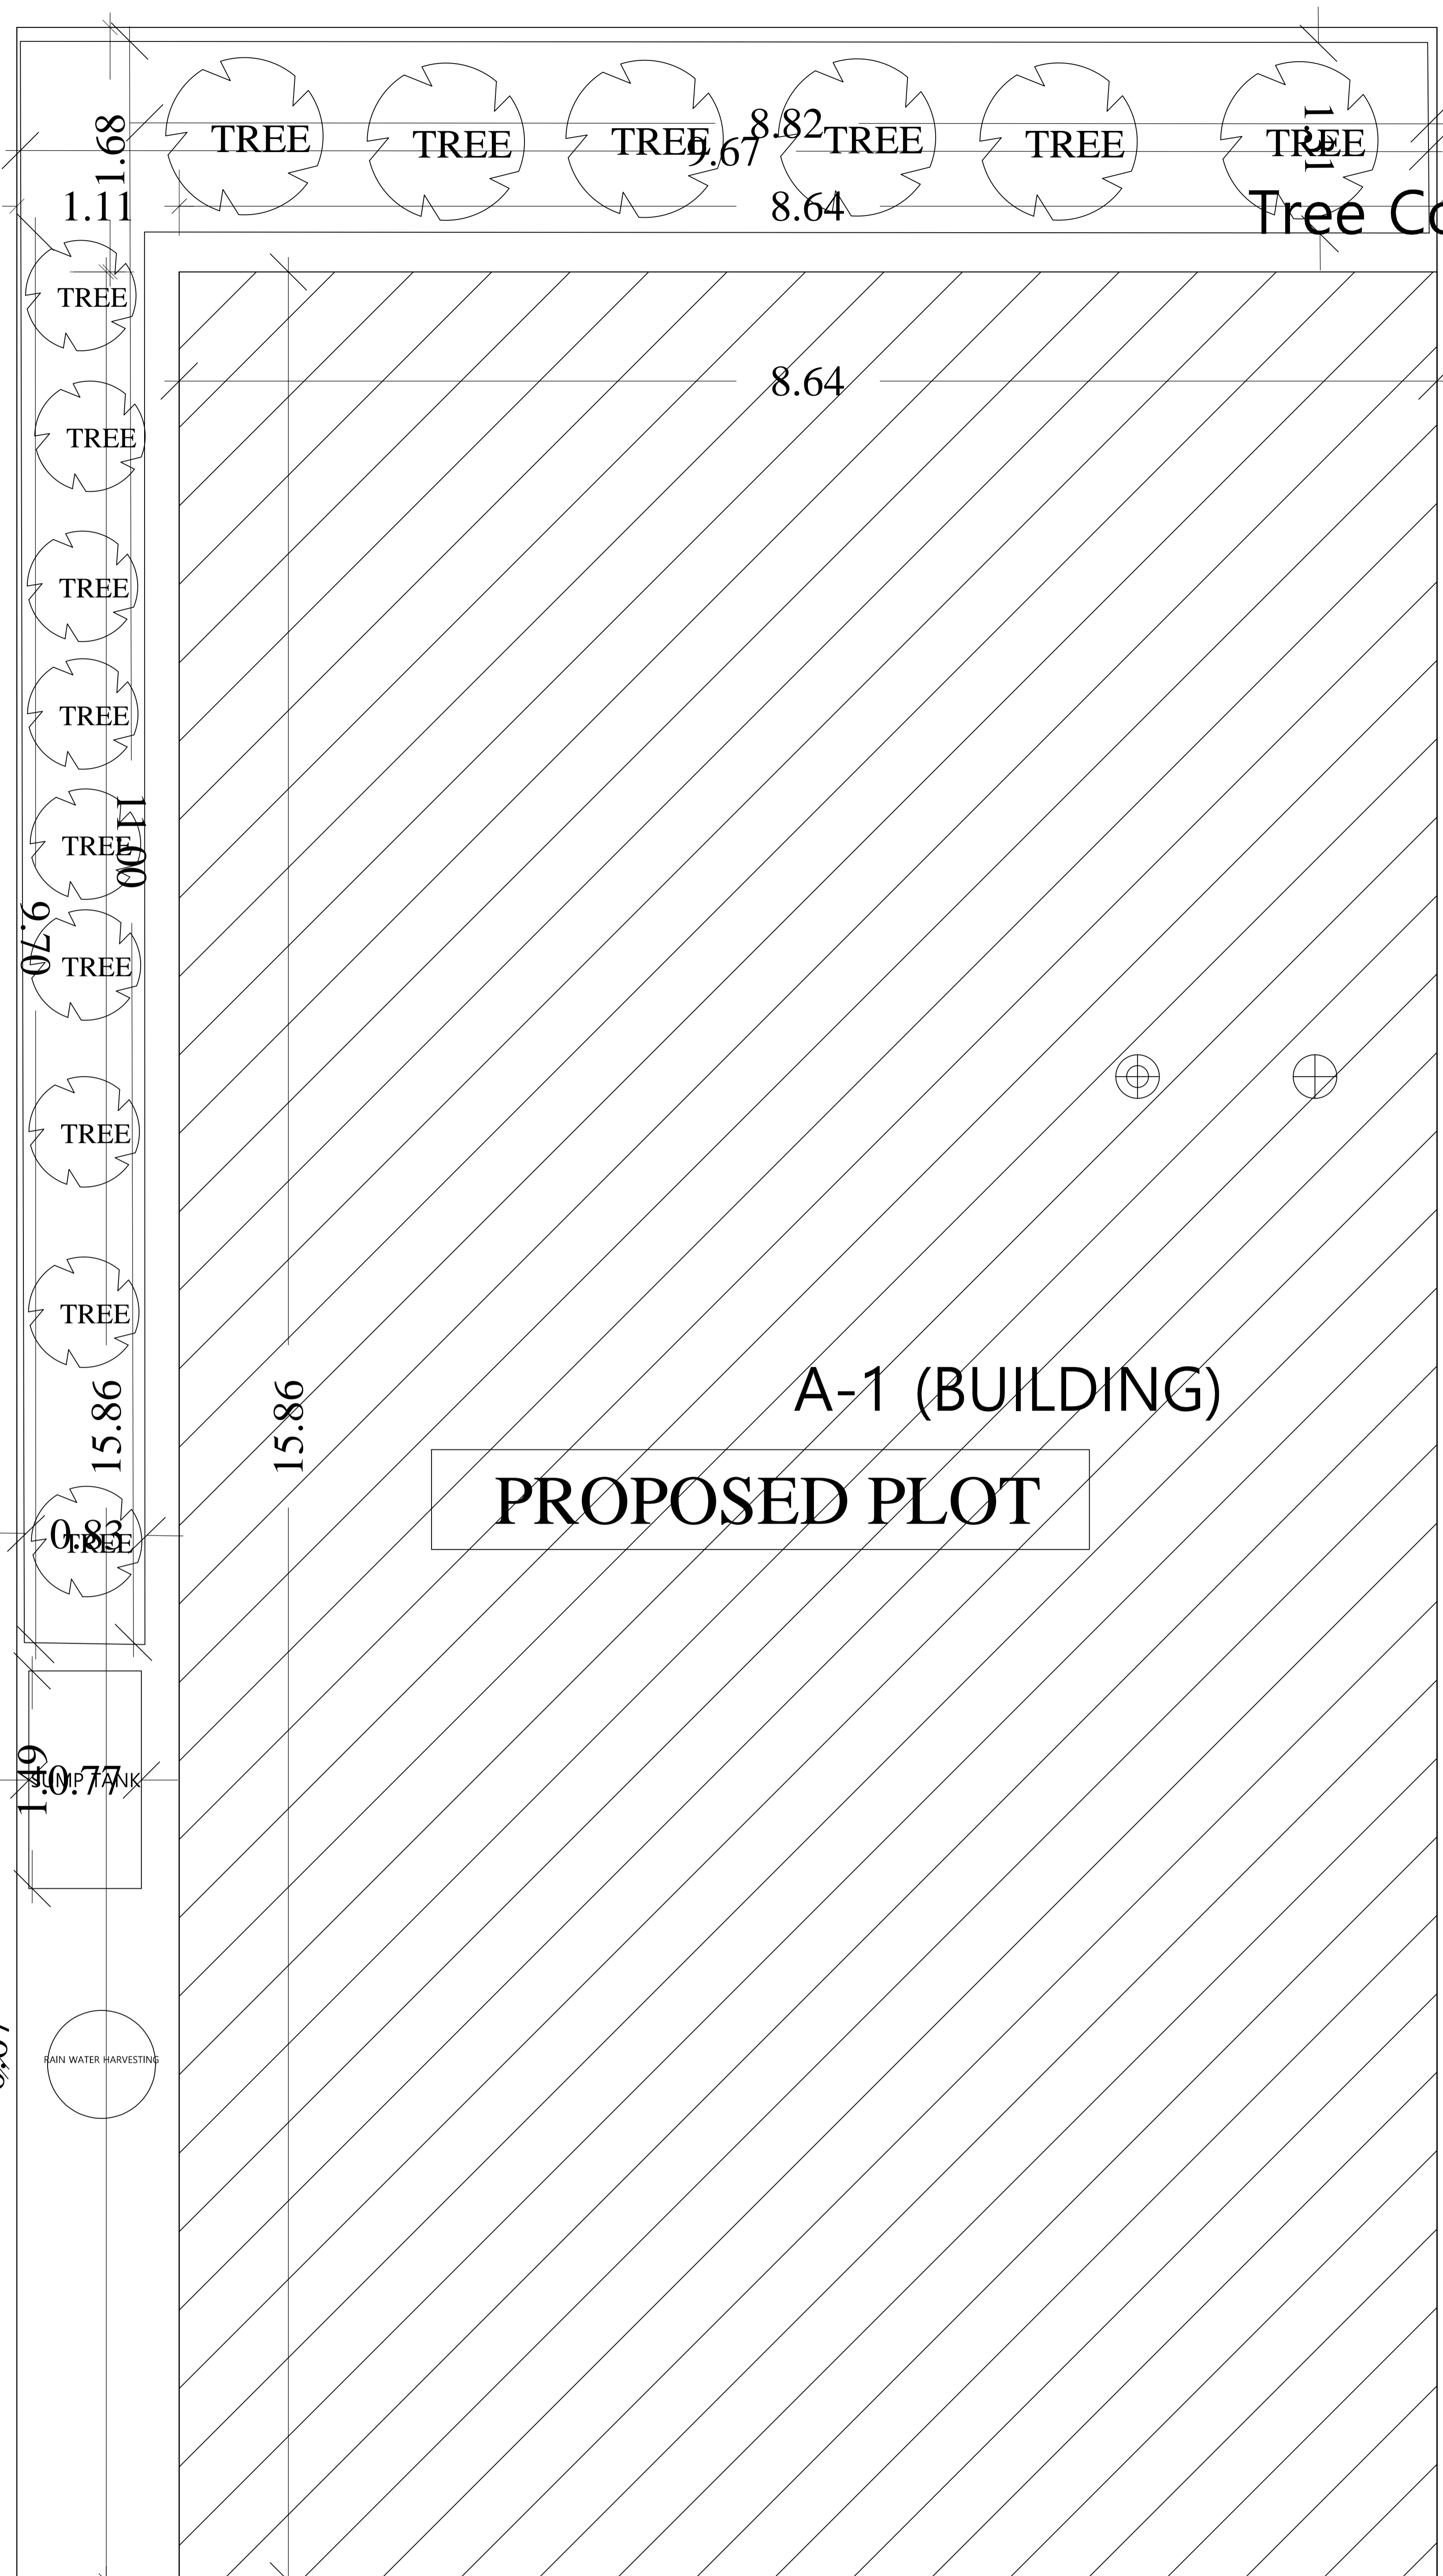 1.68
TREE TREE TREE TREE TREE TREE
8.82
9.67
1.31
1.11
8.64
Tree Co
TREE
8.64
TREE
TREE
TREE
11.00
TREE
9.70
TREE
TREE
TREE
15.86
15.86
A-1 (BUILDING)
PROPOSED PLOT
0.83
TREE
1.49
SUMP TANK
0.77
RAIN WATER HARVESTING